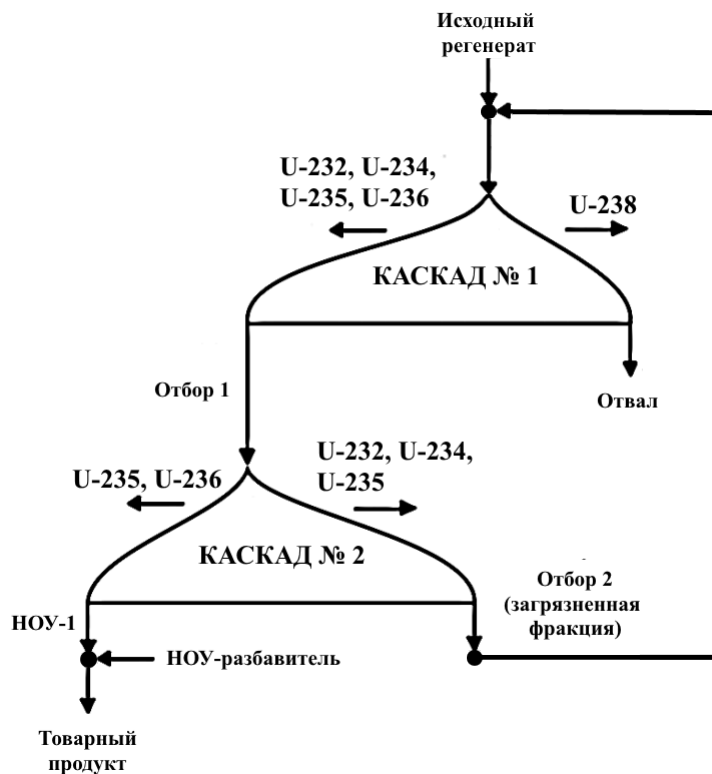 Исходный
регенерат
U-232, U-234,
U-235, U-236
U-238
КАСКАД № 1
Отбор 1
Отвал
U-235, U-236
U-232, U-234,
U-235
КАСКАД № 2
Отбор 2
(загрязненная
фракция)
НОУ-1
НОУ-разбавитель
Товарный
продукт